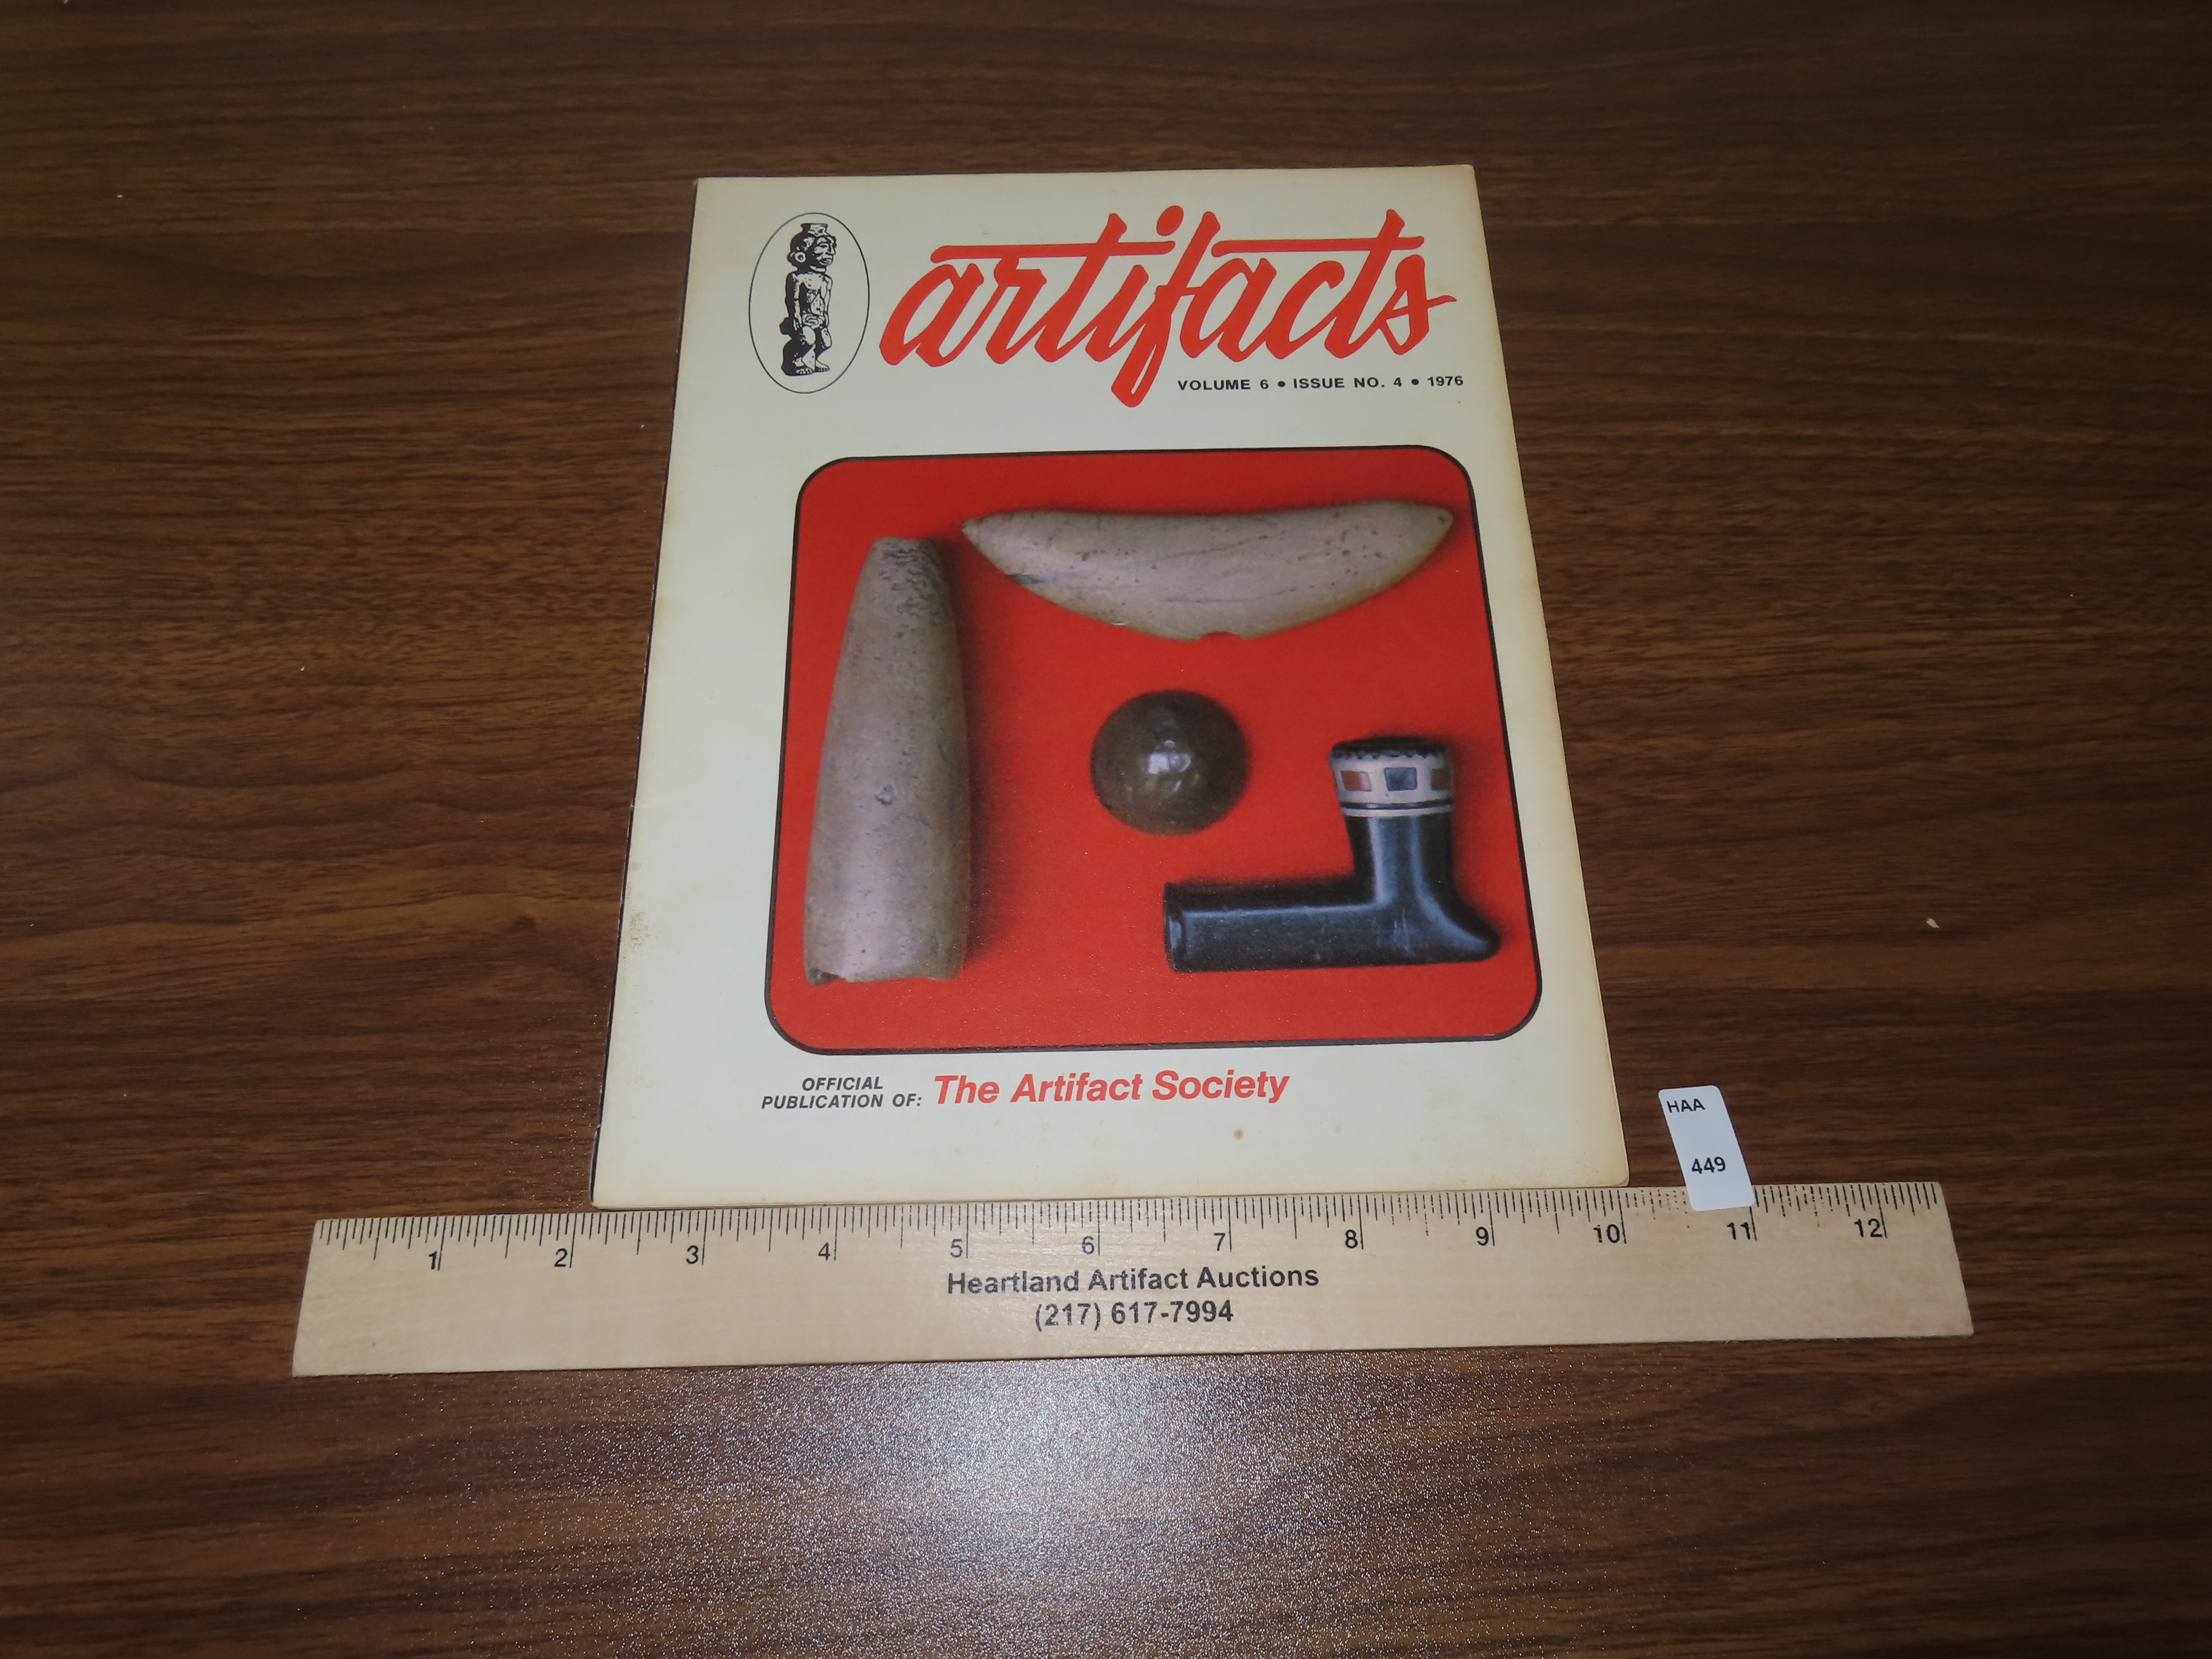 artifacts
VOLUME 6 • ISSUE NO. 4 • 1976
OFFICIAL
PUBLICATION OF: The Artifact Society
HAA
449
1 2 3 4 5 6 7 8 9 10 11 12
Heartland Artifact Auctions
(217) 617-7994